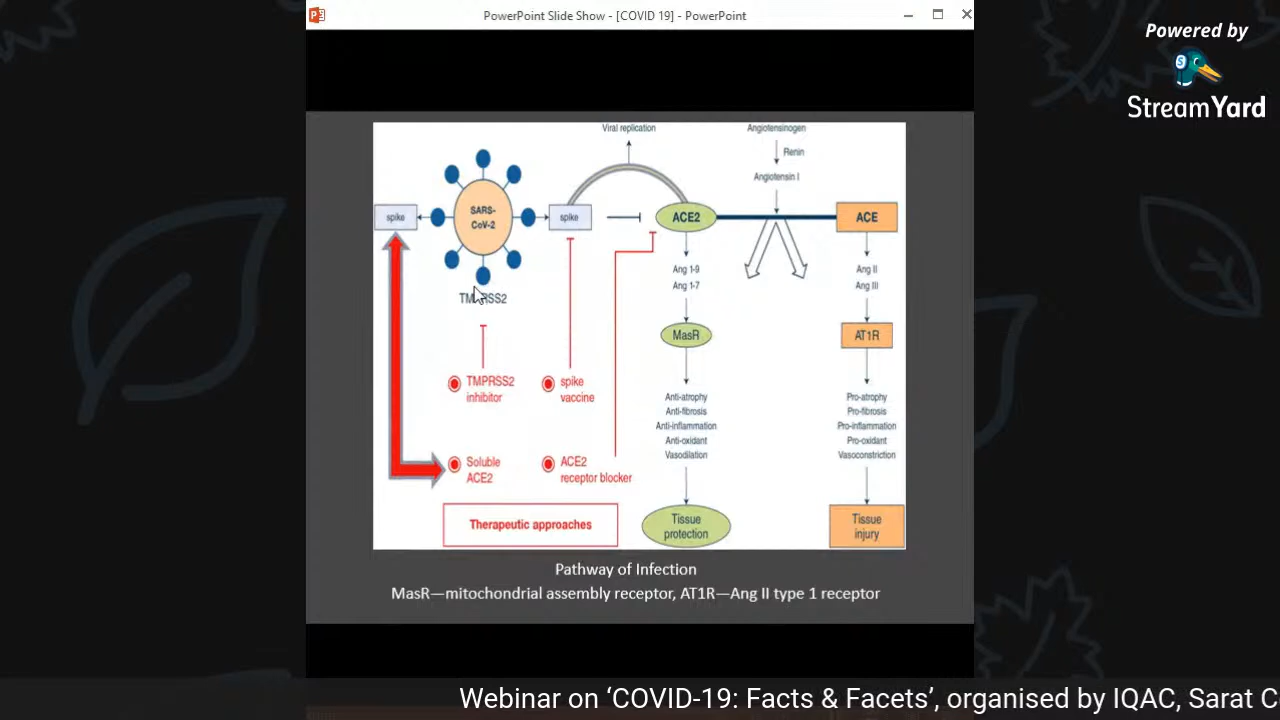 PowerPoint Slide Show - [COVID 19] - PowerPoint
Powered by
StreamYard
Viral replication
Angiotensinogen
Renin
Angiotensin I
spike
SARS-
CoV-2
spike
ACE2
ACE
Ang 1-9
Ang 1-7
Ang II
Ang III
TMPRSS2
MasR
AT1R
TMPRSS2
inhibitor
spike
vaccine
Anti-atrophy
Anti-fibrosis
Anti-inflammation
Anti-oxidant
Vasodilation
Pro-atrophy
Pro-fibrosis
Pro-inflammation
Pro-oxidant
Vasoconstriction
Soluble
ACE2
ACE2
receptor blocker
Therapeutic approaches
Tissue
protection
Tissue
injury
Pathway of Infection
MasR—mitochondrial assembly receptor, AT1R—Ang II type 1 receptor
Webinar on ‘COVID-19: Facts & Facets’, organised by IQAC, Sarat C